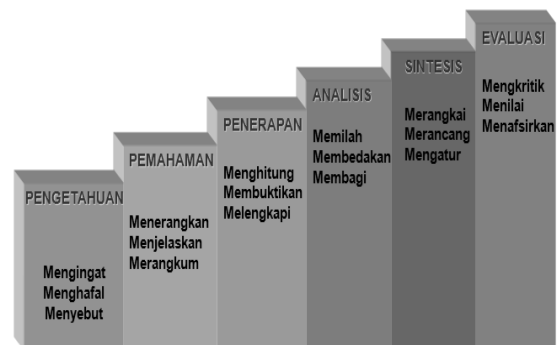 PENGETAHUAN
Mengingat
Menghafal
Menyebut
PEMAHAMAN
Menerangkan
Menjelaskan
Merangkum
PENERAPAN
Menghitung
Membuktikan
Melengkapi
ANALISIS
Memilah
Membedakan
Membagi
SINTESIS
Merangkai
Merancang
Mengatur
EVALUASI
Mengkritik
Menilai
Menafsirkan